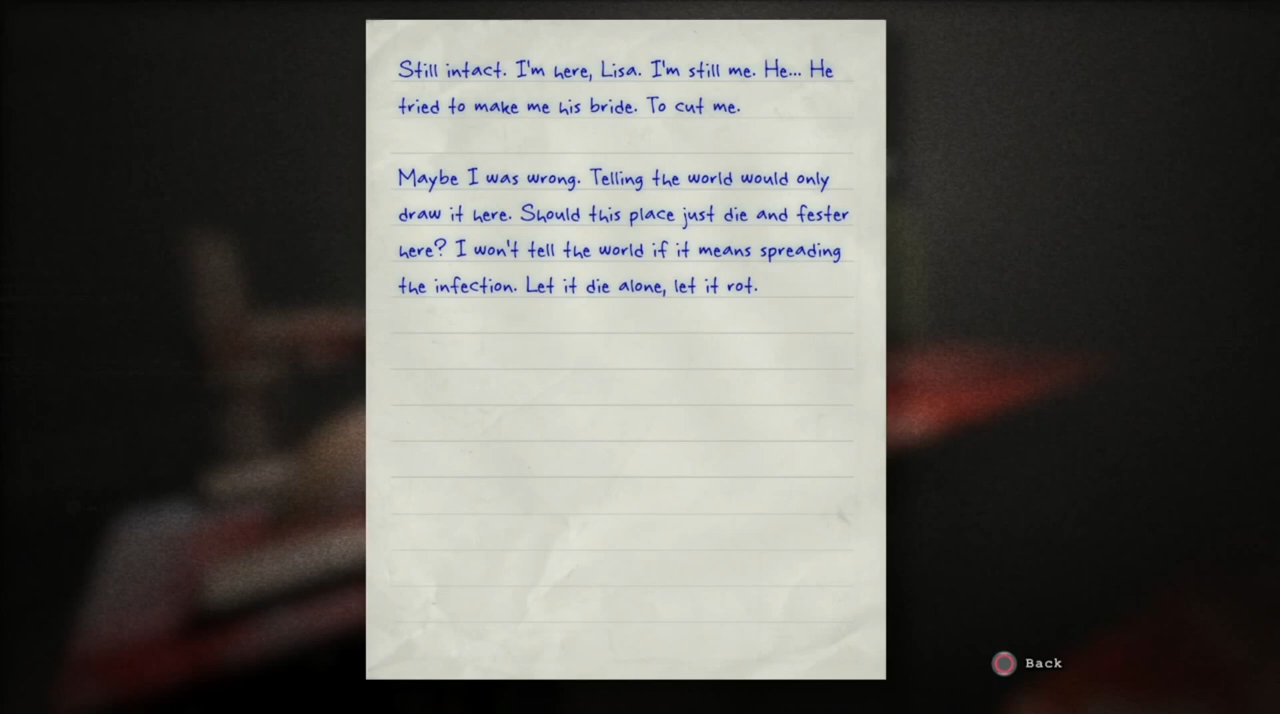 Still intact. I'm here, Lisa. I'm still me. He... He
tried to make me his bride. To cut me.
Maybe I was wrong. Telling the world would only
draw it here. Should this place just die and fester
here? I won't tell the world if it means spreading
the infection. Let it die alone, let it rot.
Back